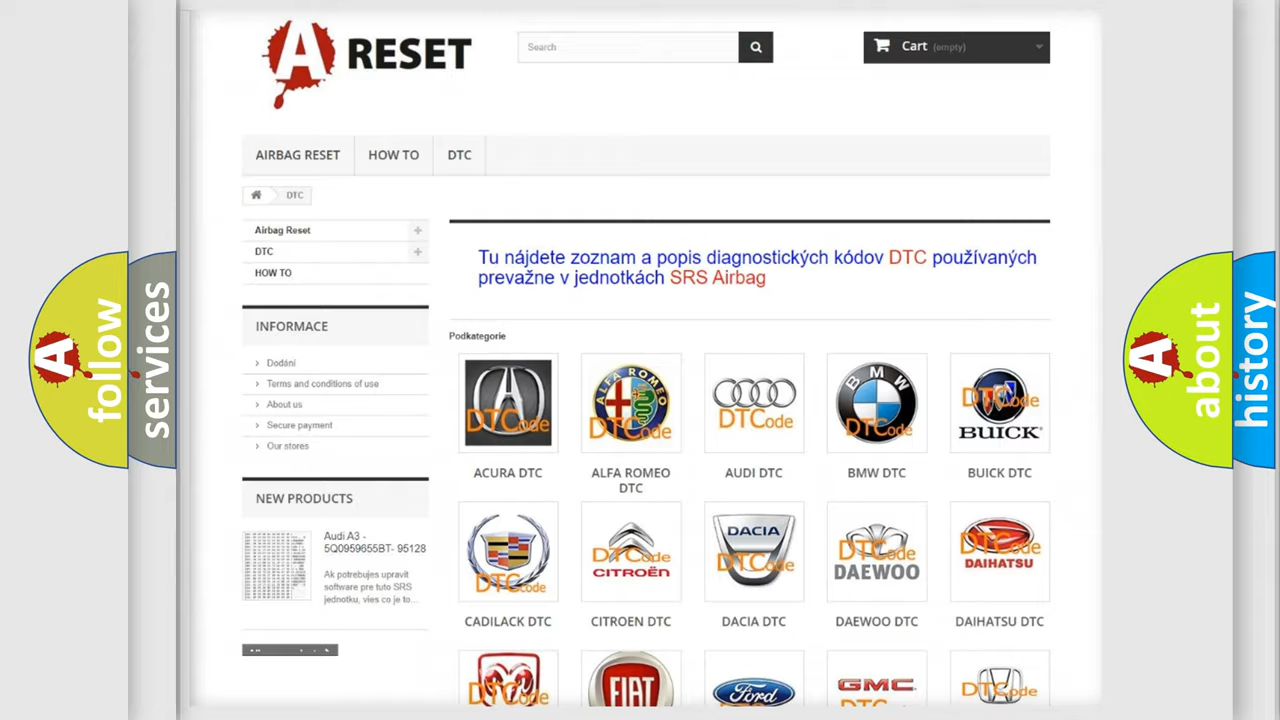 A RESET
Search
Cart (empty)
AIRBAG RESET
HOW TO
DTC
DTC
Airbag Reset
DTC
HOW TO
INFORMACE
Dodání
Terms and conditions of use
About us
Secure payment
Our stores
NEW PRODUCTS
Audi A3 -
5Q0959655BT- 95128
Ak potrebujes upravit
software pre tuto SRS
jednotku, vies co je to...
Tu nájdete zoznam a popis diagnostických kódov DTC používaných
prevažne v jednotkách SRS Airbag
Podkategorie
DTCode
ALFA ROMEO
DTCode
DTCode
BMW
DTCode
DTCode
BUICK
ACURA DTC
ALFA ROMEO
DTC
AUDI DTC
BMW DTC
BUICK DTC
DTCode
DTCode
CITROËN
DACIA
DTCode
DTCode
DAEWOO
DTCode
DAIHATSU
CADILACK DTC
CITROEN DTC
DACIA DTC
DAEWOO DTC
DAIHATSU DTC
DTCode
FIAT
Ford
GMC
DTCode
A follow
services
A about
history